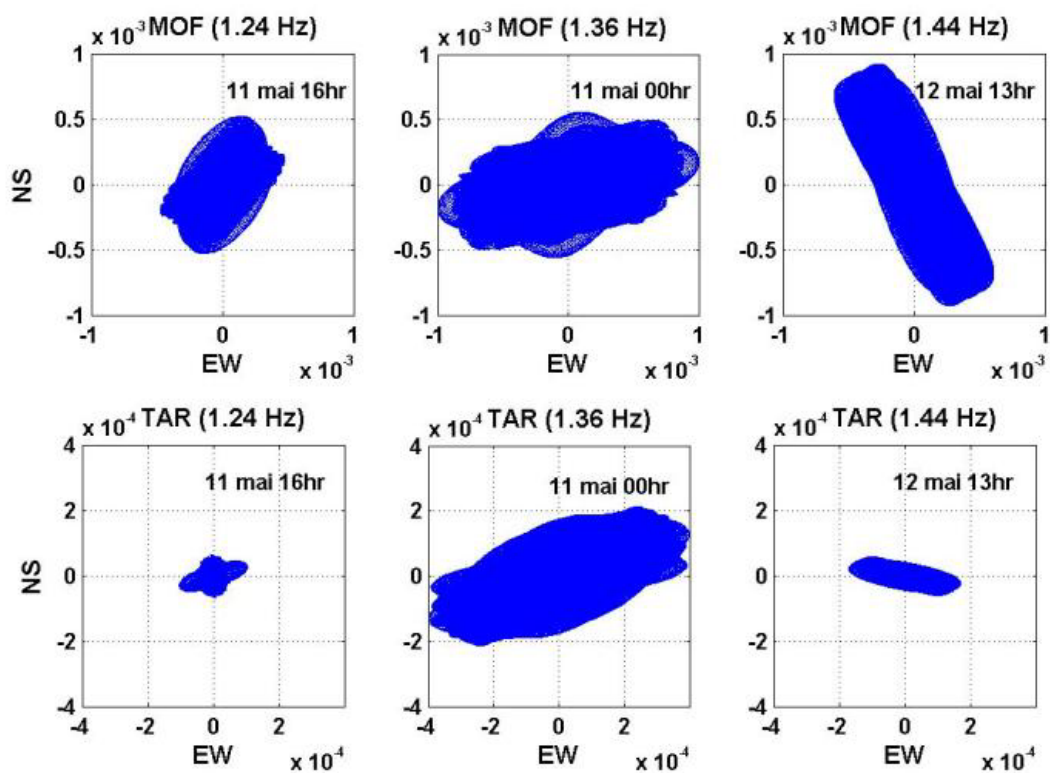 x 10-3 MOF (1.24 Hz)
x 10-3 MOF (1.36 Hz)
x 10-3 MOF (1.44 Hz)
11 mai 16hr
11 mai 00hr
12 mai 13hr
1
0.5
0
-0.5
-1
NS
1
0.5
0
-0.5
-1
1
0.5
0
-0.5
-1
-1 0 1
-1 0 1
-1 0 1
EW x 10-3
EW x 10-3
EW x 10-3
x 10-4 TAR (1.24 Hz)
x 10-4 TAR (1.36 Hz)
x 10-4 TAR (1.44 Hz)
11 mai 16hr
11 mai 00hr
12 mai 13hr
4
2
0
-2
-4
NS
4
2
0
-2
-4
4
2
0
-2
-4
-4 -2 0 2
-4 -2 0 2
-4 -2 0 2 4
EW x 10-4
EW x 10-4
EW x 10-4